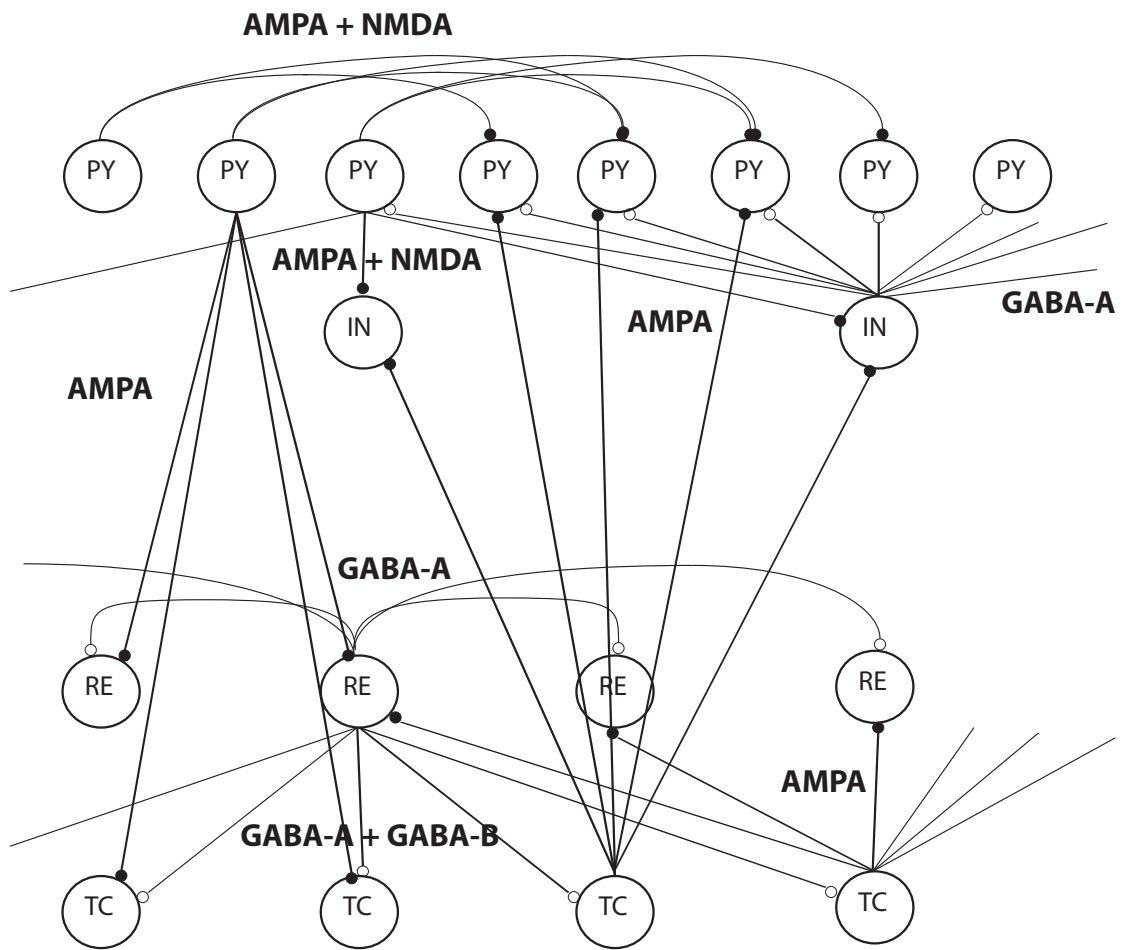 AMPA + NMDA
PY PY PY PY PY PY PY PY
AMPA + NMDA
GABA-A
IN AMPA IN
AMPA
GABA-A
RE RE RE RE
AMPA
GABA-A + GABA-B
TC TC TC TC